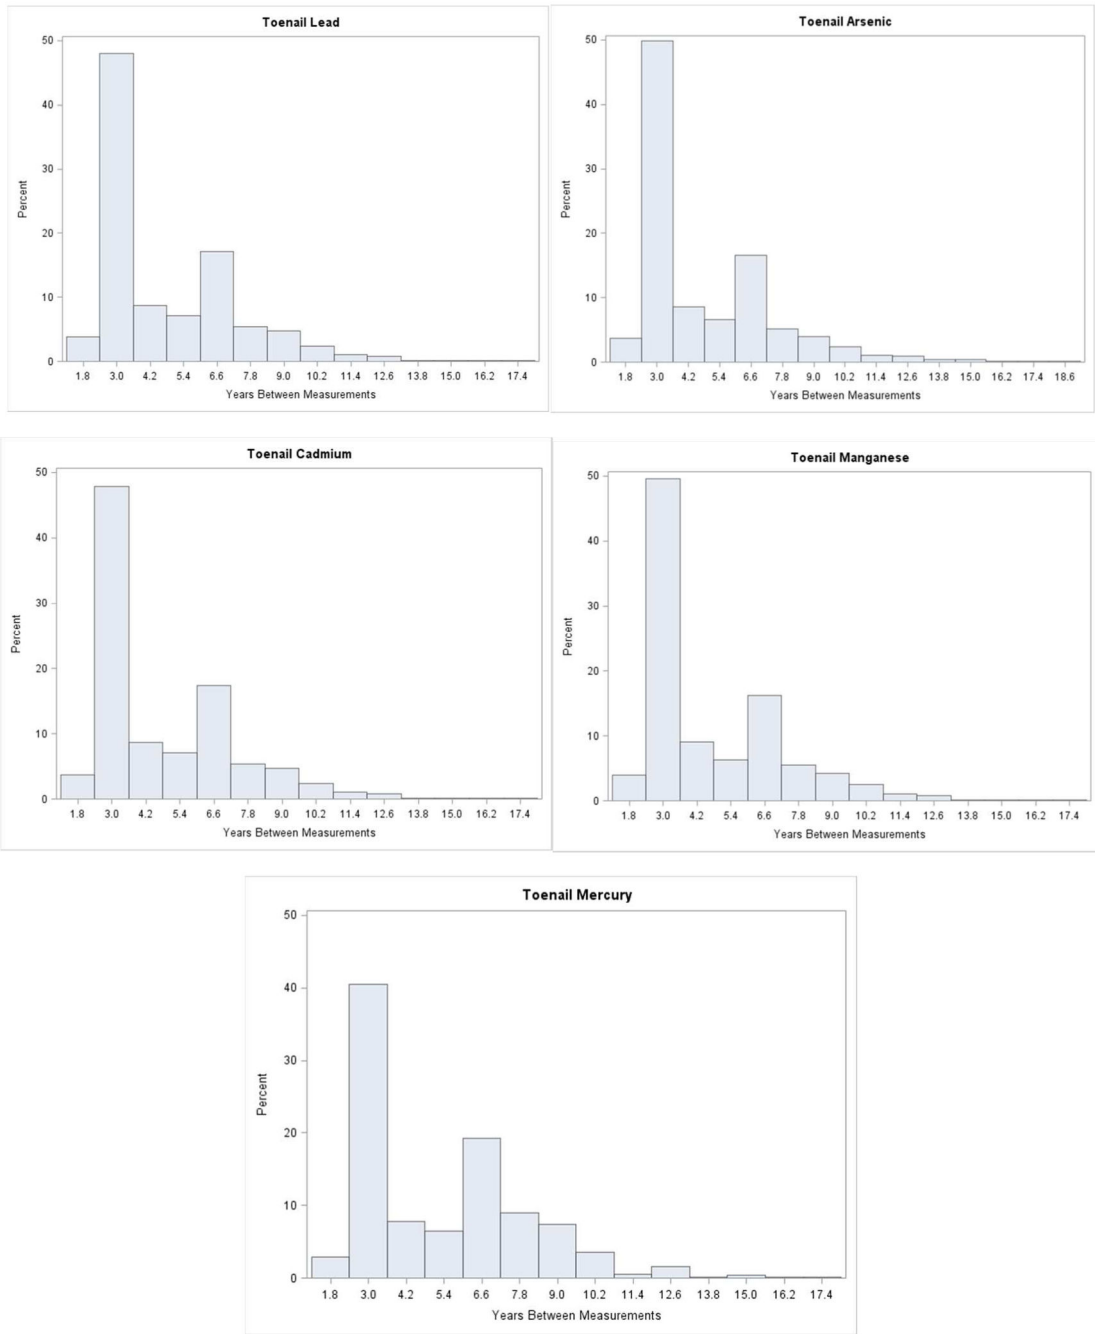 Toenail Lead
50
40
30
20
10
0
Percent
1.8 3.0 4.2 5.4 6.6 7.8 9.0 10.2 11.4 12.6 13.8 15.0 16.2 17.4
Years Between Measurements
Toenail Arsenic
50
40
30
20
10
0
Percent
1.8 3.0 4.2 5.4 6.6 7.8 9.0 10.2 11.4 12.6 13.8 15.0 16.2 17.4 18.6
Years Between Measurements
Toenail Cadmium
50
40
30
20
10
0
Percent
1.8 3.0 4.2 5.4 6.6 7.8 9.0 10.2 11.4 12.6 13.8 15.0 16.2 17.4
Years Between Measurements
Toenail Manganese
50
40
30
20
10
0
Percent
1.8 3.0 4.2 5.4 6.6 7.8 9.0 10.2 11.4 12.6 13.8 15.0 16.2 17.4
Years Between Measurements
Toenail Mercury
50
40
30
20
10
0
Percent
1.8 3.0 4.2 5.4 6.6 7.8 9.0 10.2 11.4 12.6 13.8 15.0 16.2 17.4
Years Between Measurements